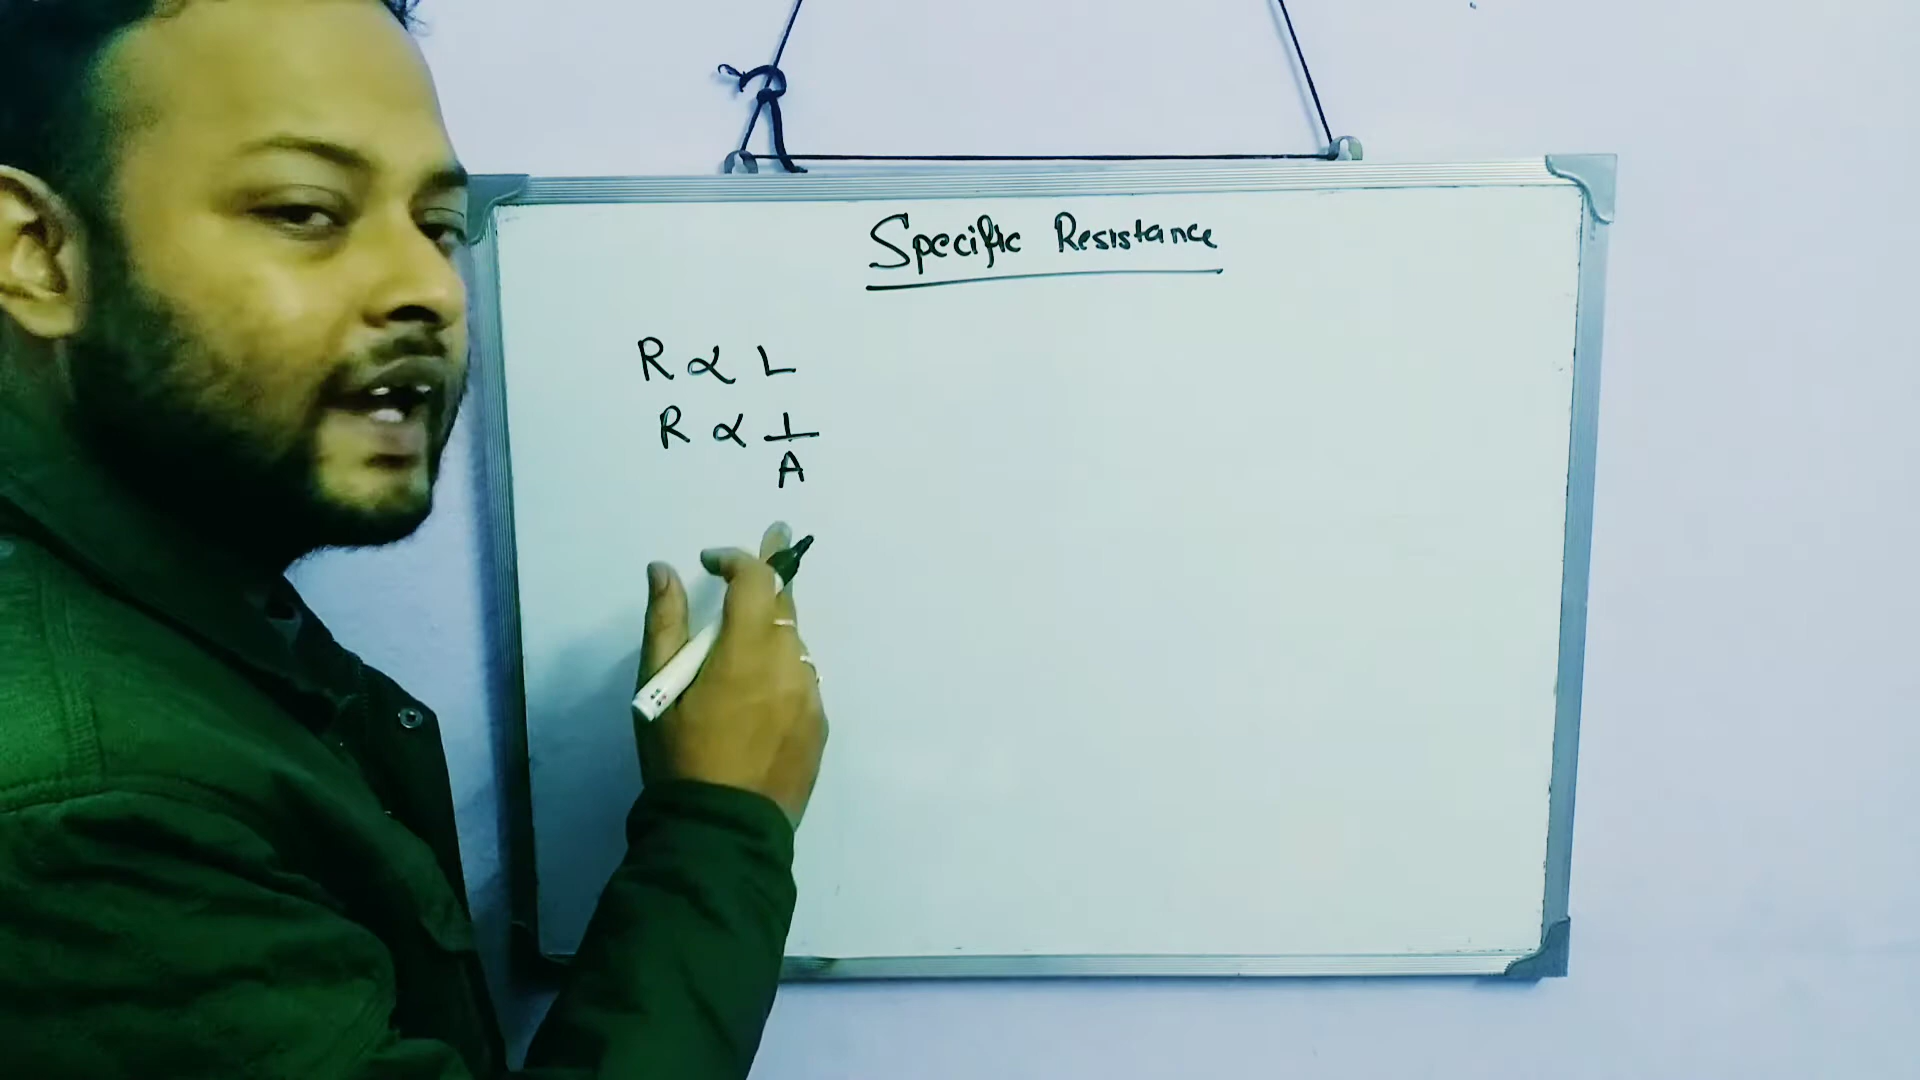 Specific Resistance
R ∝ L
R ∝ 1/A